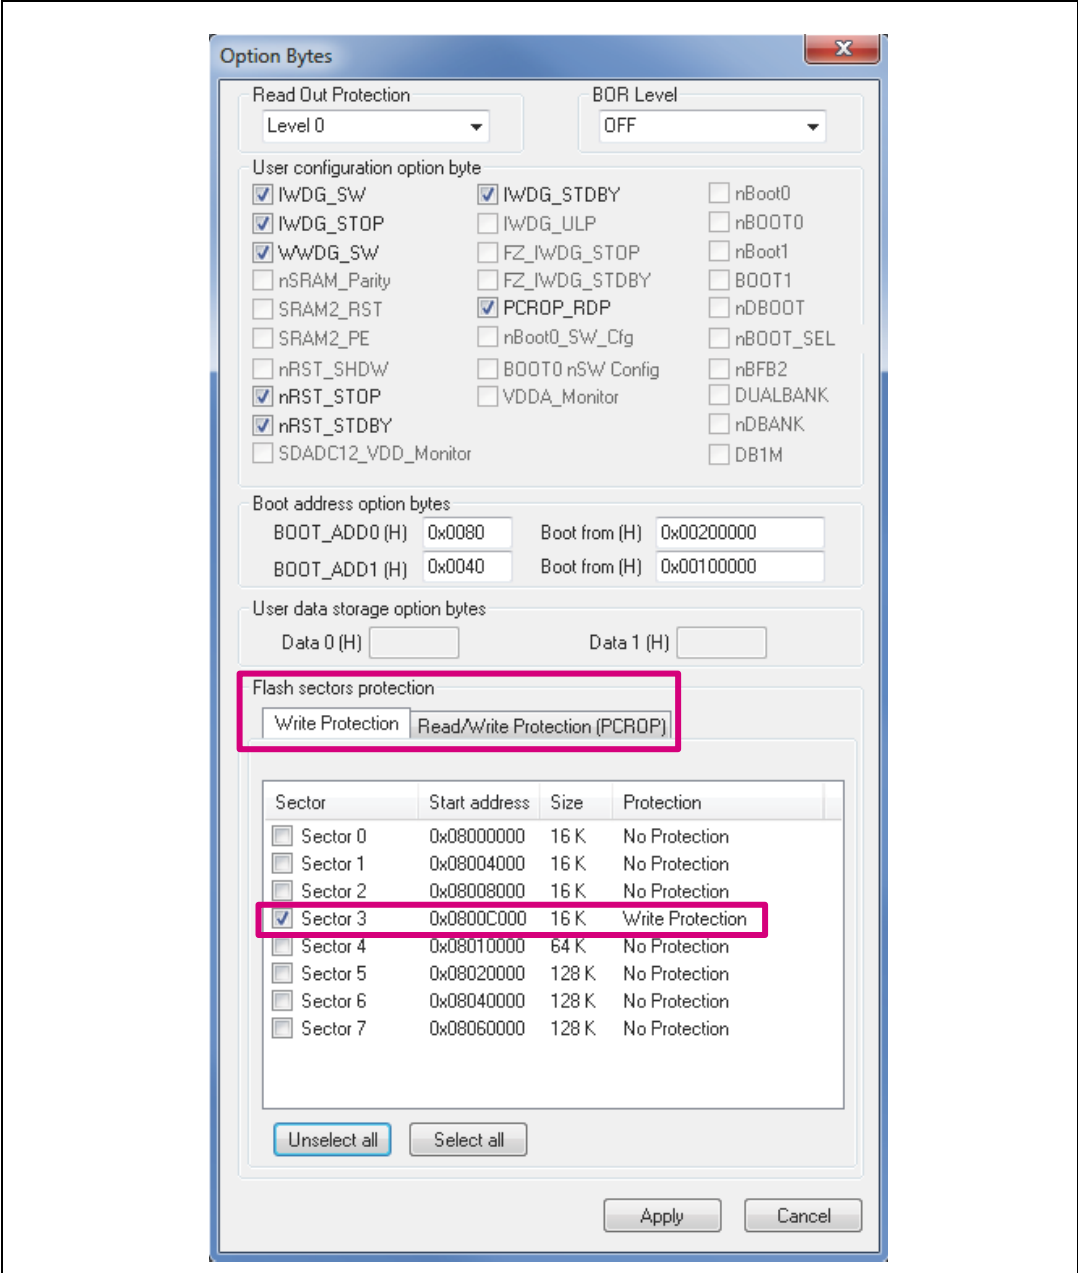 Option Bytes
Read Out Protection
BOR Level
Level 0
OFF
User configuration option byte
IWDG_SW
IWDG_STDBY
nBoot0
IWDG_STOP
IWDG_ULP
nBOOT0
WWDG_SW
FZ_IWDG_STOP
nBoot1
nSRAM_Parity
FZ_IWDG_STDBY
BOOT1
SRAM2_RST
PCROP_RDP
nDBOOT
SRAM2_PE
nBoot0_SW_Cfg
nBOOT_SEL
nRST_SHDW
BOOT0 nSW Config
nBFB2
nRST_STOP
VDDA_Monitor
DUALBANK
nRST_STDBY
nDBANK
SDADC12_VDD_Monitor
DB1M
Boot address option bytes
BOOT_ADD0 (H) 0x0080 Boot from (H) 0x00200000
BOOT_ADD1 (H) 0x0040 Boot from (H) 0x00100000
User data storage option bytes
Data 0 (H) Data 1 (H)
Flash sectors protection
Write Protection Read/Write Protection (PCROP)
Sector Start address Size Protection
Sector 0 0x08000000 16 K No Protection
Sector 1 0x08004000 16 K No Protection
Sector 2 0x08008000 16 K No Protection
Sector 3 0x0800C000 16 K Write Protection
Sector 4 0x08010000 64 K No Protection
Sector 5 0x08020000 128 K No Protection
Sector 6 0x08040000 128 K No Protection
Sector 7 0x08060000 128 K No Protection
Unselect all Select all
Apply Cancel